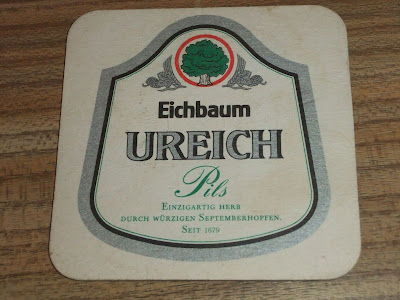 Eichbaum
UREICH
Pils
EINZIGARTIG HERB
DURCH WÜRZIGEN SEPTEMBERHOPFEN.
SEIT 1679